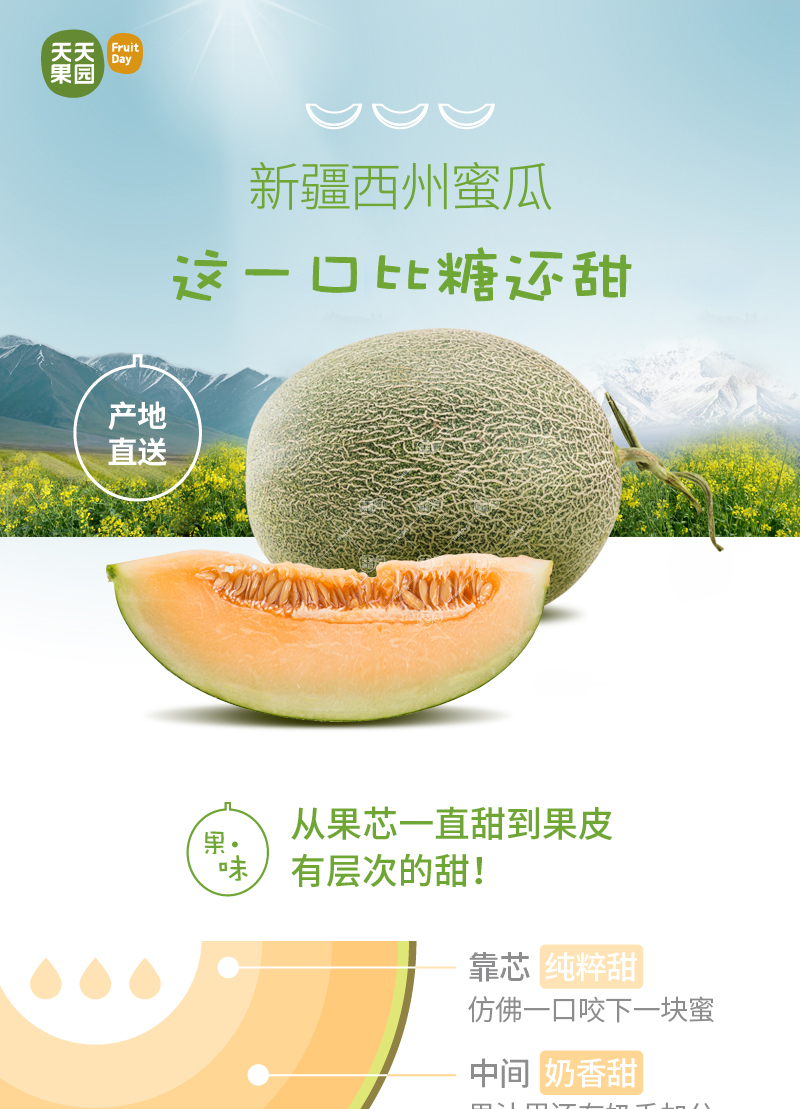 天天
果园
Fruit
Day
新疆西州蜜瓜
这一口比糖还甜
产地
直送
果·
味
从果芯一直甜到果皮
有层次的甜！
靠芯 纯粹甜
仿佛一口咬下一块蜜
中间 奶香甜